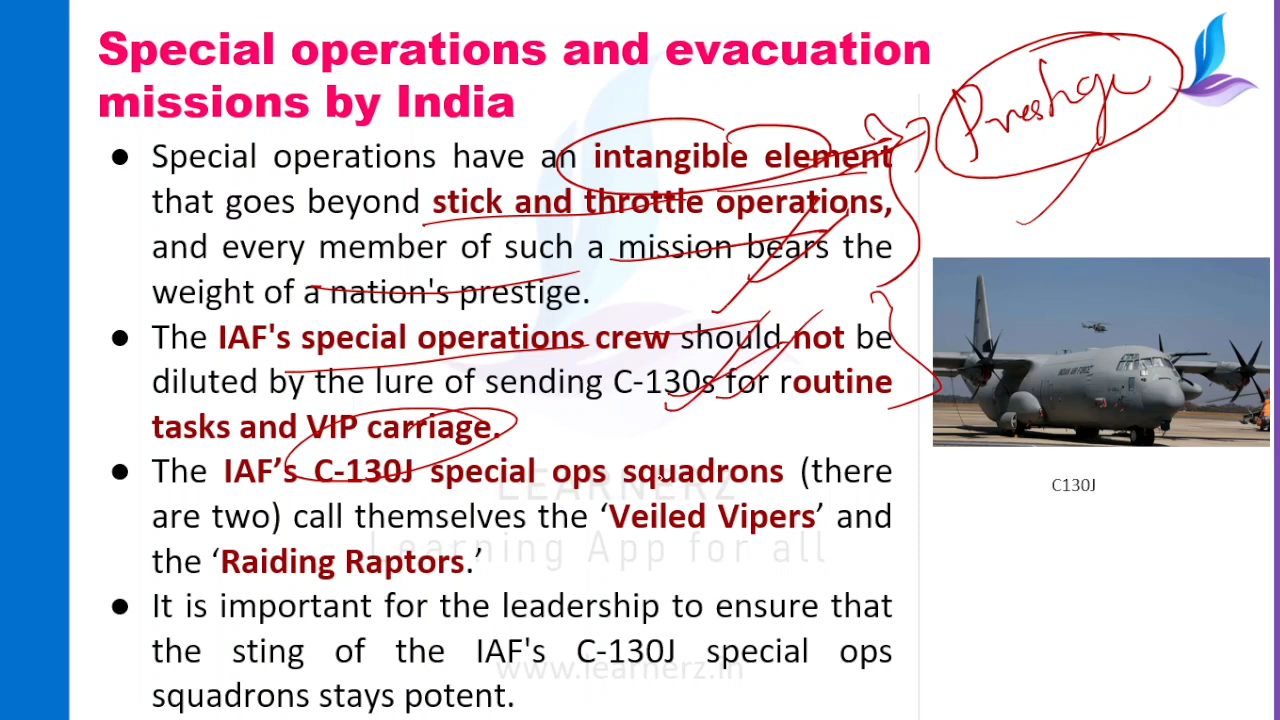 Special operations and evacuation
missions by India
Prestige
● Special operations have an intangible element
that goes beyond stick and throttle operations,
and every member of such a mission bears the
weight of a nation's prestige.
● The IAF's special operations crew should not be
diluted by the lure of sending C-130s for routine
tasks and VIP carriage.
● The IAF’s C-130J special ops squadrons (there
are two) call themselves the ‘Veiled Vipers’ and
the ‘Raiding Raptors.’
● It is important for the leadership to ensure that
the sting of the IAF's C-130J special ops
squadrons stays potent.
INDIAN AIR FORCE
C130J
LEARNERZ
Learning App for all
www.learnerz.in